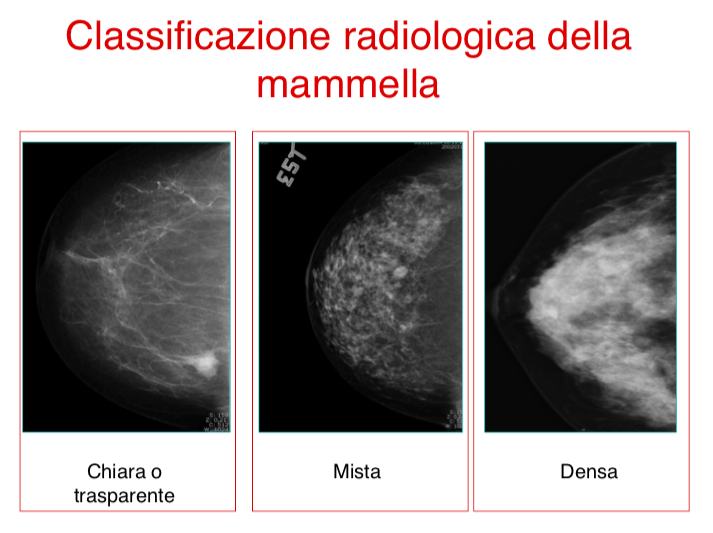 Classificazione radiologica della
mammella
Chiara o
trasparente
Mista
Densa